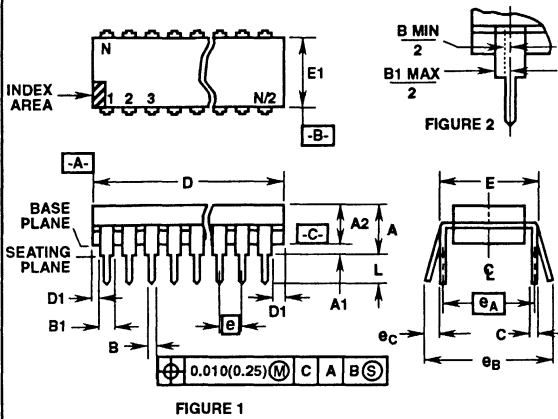 N
INDEX AREA
1 2 3 N/2
E1
-B-
B MIN
2
B1 MAX
2
FIGURE 2
-A-
D
E
BASE PLANE
SEATING PLANE
-C-
A2
A
A1
L
D1
B1
B
e
D1
C L
eA
eC
C
eB
⌖ 0.010(0.25)Ⓜ C A BⓈ
FIGURE 1